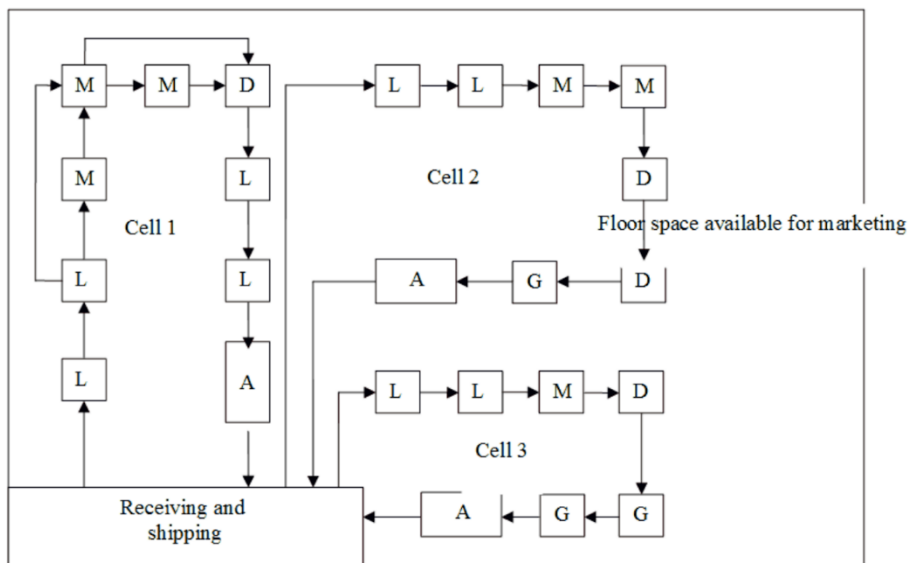 M
M
D
L
L
M
M
M
L
D
Cell 2
Cell 1
Floor space available for marketing
L
L
A
G
D
L
A
L
L
M
D
Cell 3
Receiving and
shipping
A
G
G